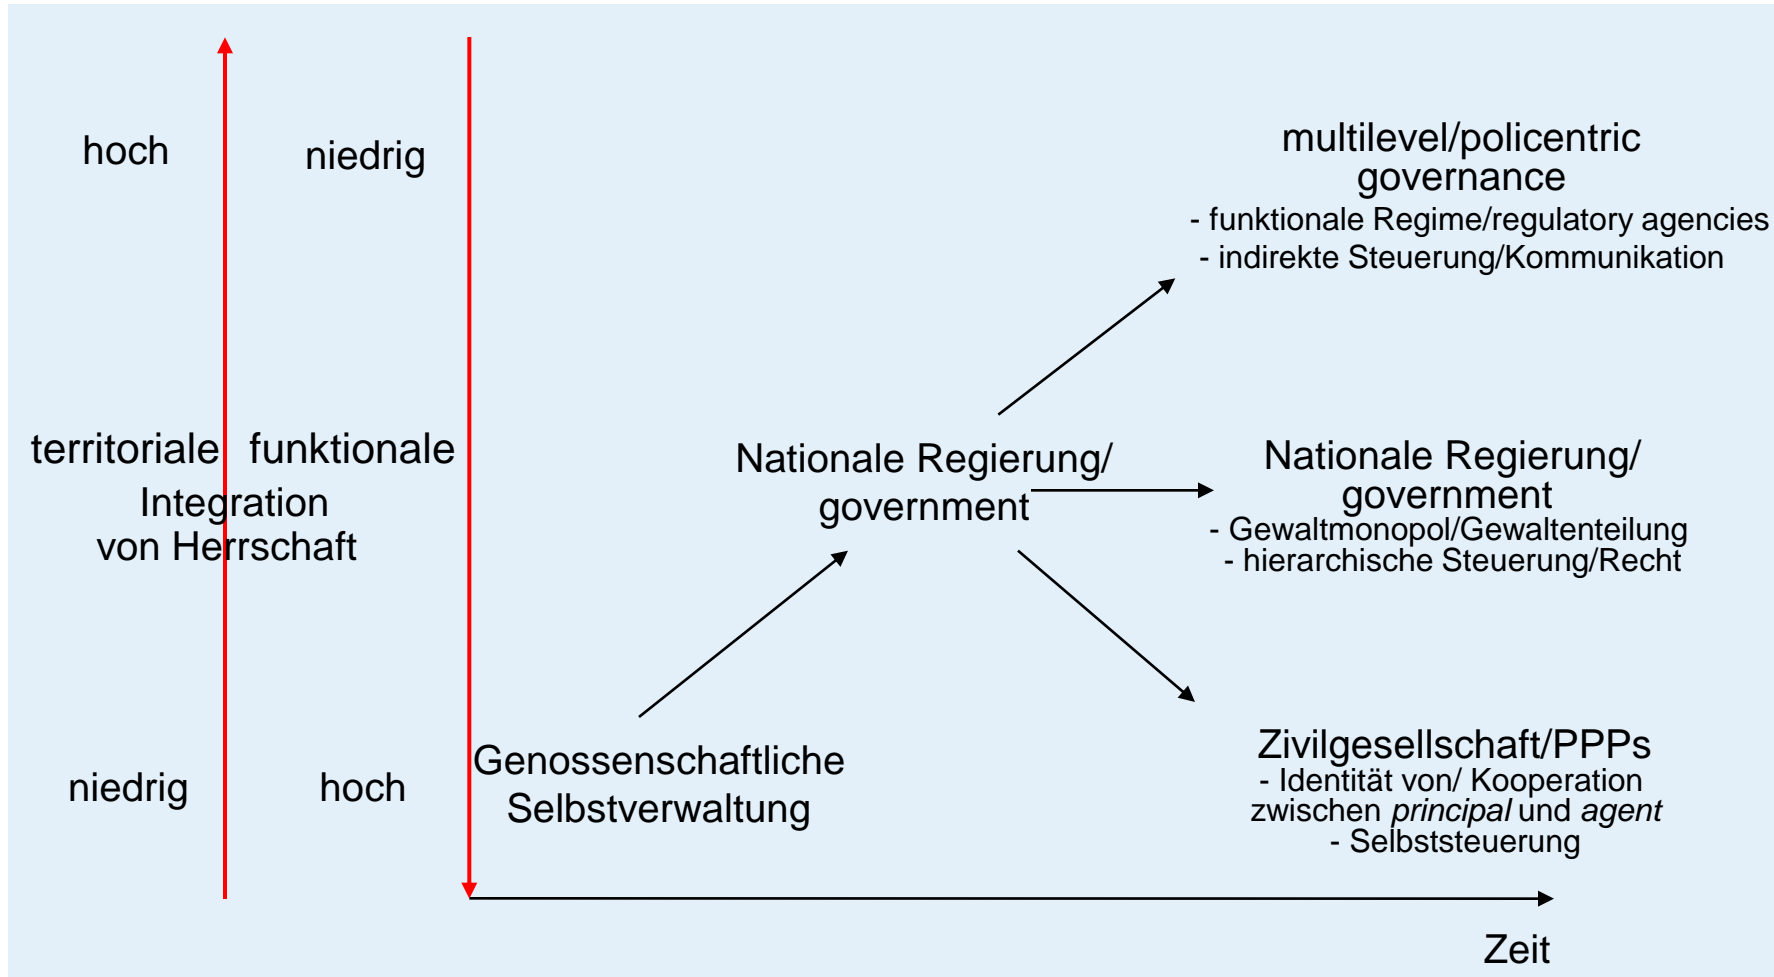 hoch
niedrig
territoriale
funktionale
Integration
von Herrschaft
niedrig
hoch
Genossenschaftliche
Selbstverwaltung
Nationale Regierung/
government
multilevel/policentric
governance
- funktionale Regime/regulatory agencies
- indirekte Steuerung/Kommunikation
Nationale Regierung/
government
- Gewaltmonopol/Gewaltenteilung
- hierarchische Steuerung/Recht
Zivilgesellschaft/PPPs
- Identität von/ Kooperation
zwischen principal und agent
- Selbststeuerung
Zeit